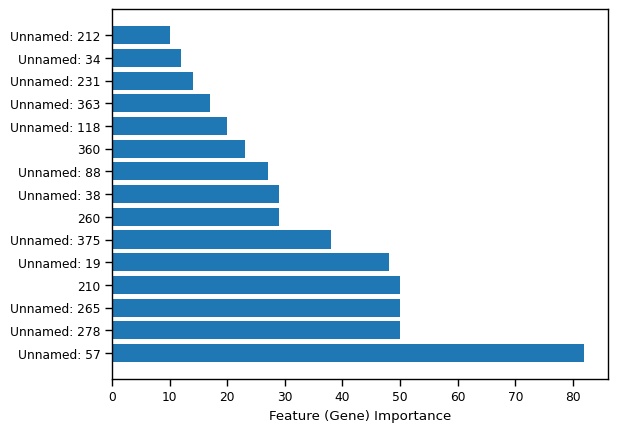 Unnamed: 212
Unnamed: 34
Unnamed: 231
Unnamed: 363
Unnamed: 118
360
Unnamed: 88
Unnamed: 38
260
Unnamed: 375
Unnamed: 19
210
Unnamed: 265
Unnamed: 278
Unnamed: 57
0 10 20 30 40 50 60 70 80
Feature (Gene) Importance